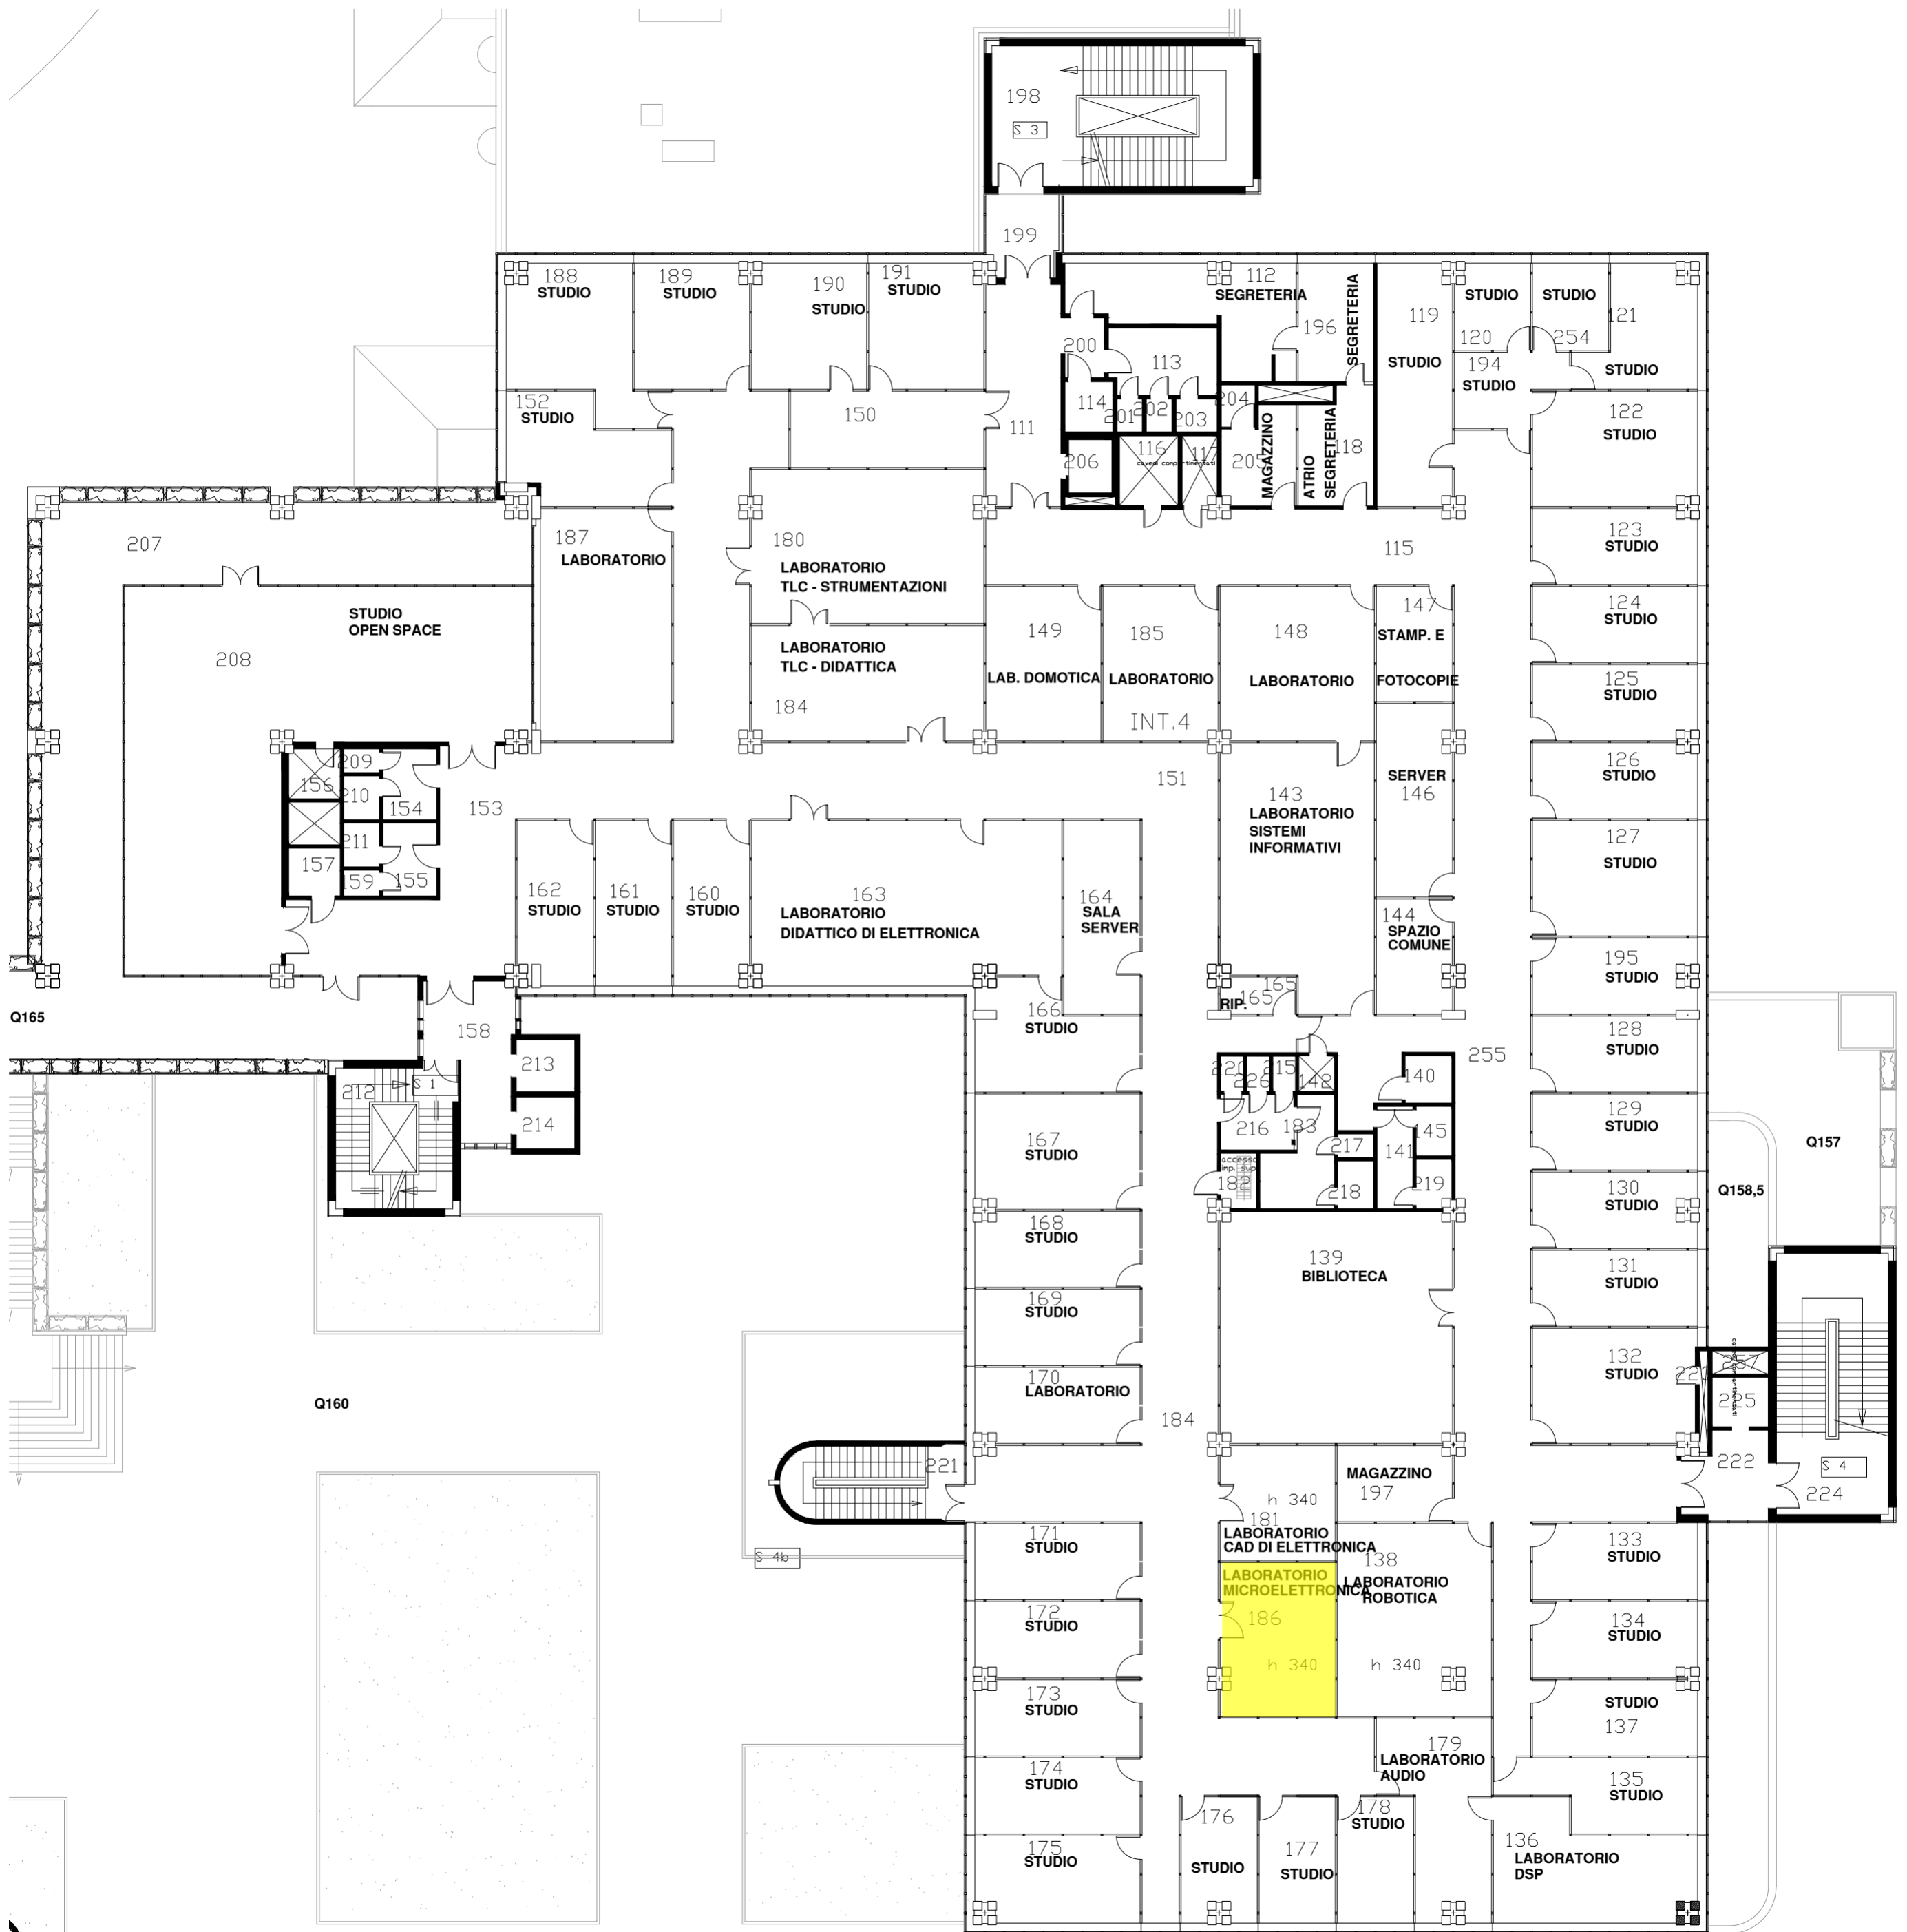 198
S 3
199
188
STUDIO
189
STUDIO
190
STUDIO
191
STUDIO
112
SEGRETERIA
196
SEGRETERIA
119
STUDIO
STUDIO
120
STUDIO
254
121
STUDIO
194
STUDIO
200
113
114
201
202
203
204
152
STUDIO
150
111
206
116
117
205
MAGAZZINO
ATRIO
SEGRETERIA
118
122
STUDIO
207
187
LABORATORIO
180
LABORATORIO
TLC - STRUMENTAZIONI
115
123
STUDIO
STUDIO
OPEN SPACE
208
LABORATORIO
TLC - DIDATTICA
184
149
LAB. DOMOTICA
185
LABORATORIO
INT.4
148
LABORATORIO
147
STAMP. E
FOTOCOPIE
124
STUDIO
125
STUDIO
126
STUDIO
209
156
210
154
153
211
157
159
155
151
143
LABORATORIO
SISTEMI
INFORMATIVI
SERVER
146
127
STUDIO
162
STUDIO
161
STUDIO
160
STUDIO
163
LABORATORIO
DIDATTICO DI ELETTRONICA
164
SALA
SERVER
144
SPAZIO
COMUNE
195
STUDIO
Q165
158
213
166
STUDIO
165
RIP.
165
255
128
STUDIO
212
S 1
214
220
226
215
142
140
129
STUDIO
Q157
167
STUDIO
216
183
217
141
145
accesso
imp. sup.
182
218
219
130
STUDIO
Q158,5
168
STUDIO
139
BIBLIOTECA
131
STUDIO
169
STUDIO
170
LABORATORIO
132
STUDIO
225
Q160
184
221
MAGAZZINO
197
222
S 4
224
h 340
181
LABORATORIO
CAD DI ELETTRONICA
171
STUDIO
S 4b
138
LABORATORIO
ROBOTICA
133
STUDIO
LABORATORIO
MICROELETTRONICA
186
172
STUDIO
134
STUDIO
h 340
h 340
173
STUDIO
STUDIO
137
179
LABORATORIO
AUDIO
174
STUDIO
135
STUDIO
176
STUDIO
177
STUDIO
178
STUDIO
136
LABORATORIO
DSP
175
STUDIO